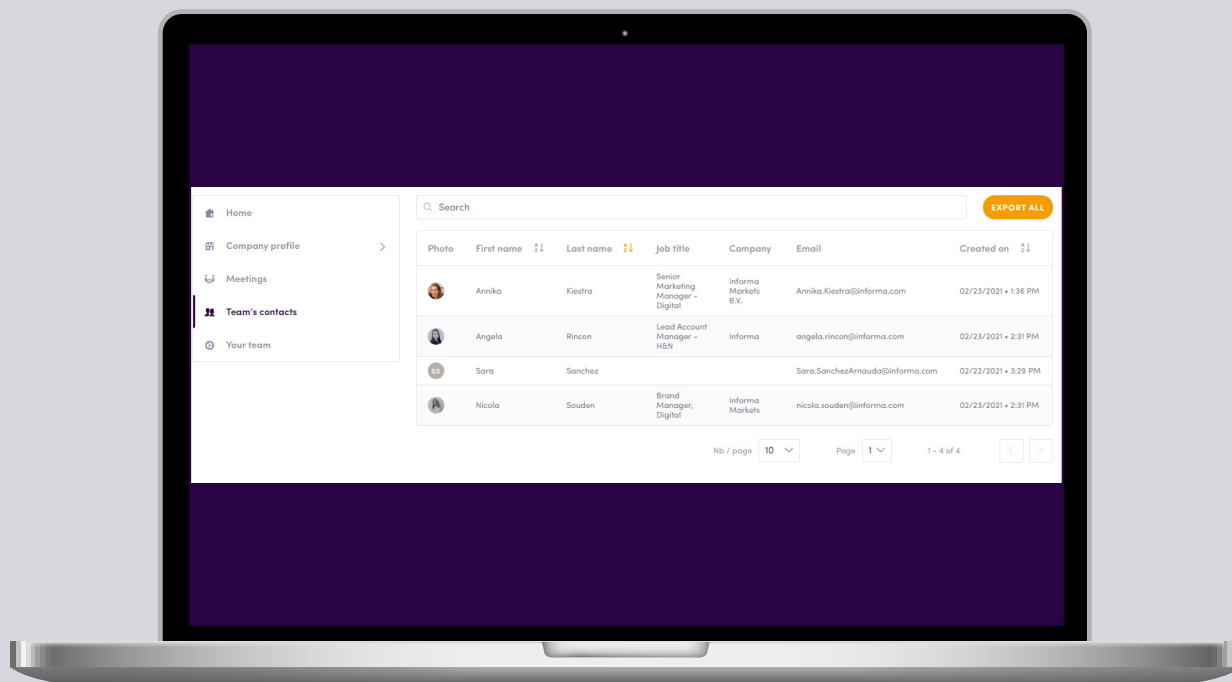 Home
Company profile
Meetings
Team's contacts
Your team
Search
EXPORT ALL
Photo First name Last name Job title Company Email Created on
Annika Kiestra Senior Marketing Manager - Digital Informa Markets B.V. Annika.Kiestra@informa.com 02/23/2021 • 1:36 PM
Angela Rincon Lead Account Manager - H&N Informa angela.rincon@informa.com 02/23/2021 • 2:31 PM
SS Sara Sanchez Sara.SanchezArnauda@informa.com 02/22/2021 • 3:29 PM
Nicola Souden Brand Manager, Digital Informa Markets nicola.souden@informa.com 02/23/2021 • 2:31 PM
Nb / page 10 Page 1 1 - 4 of 4